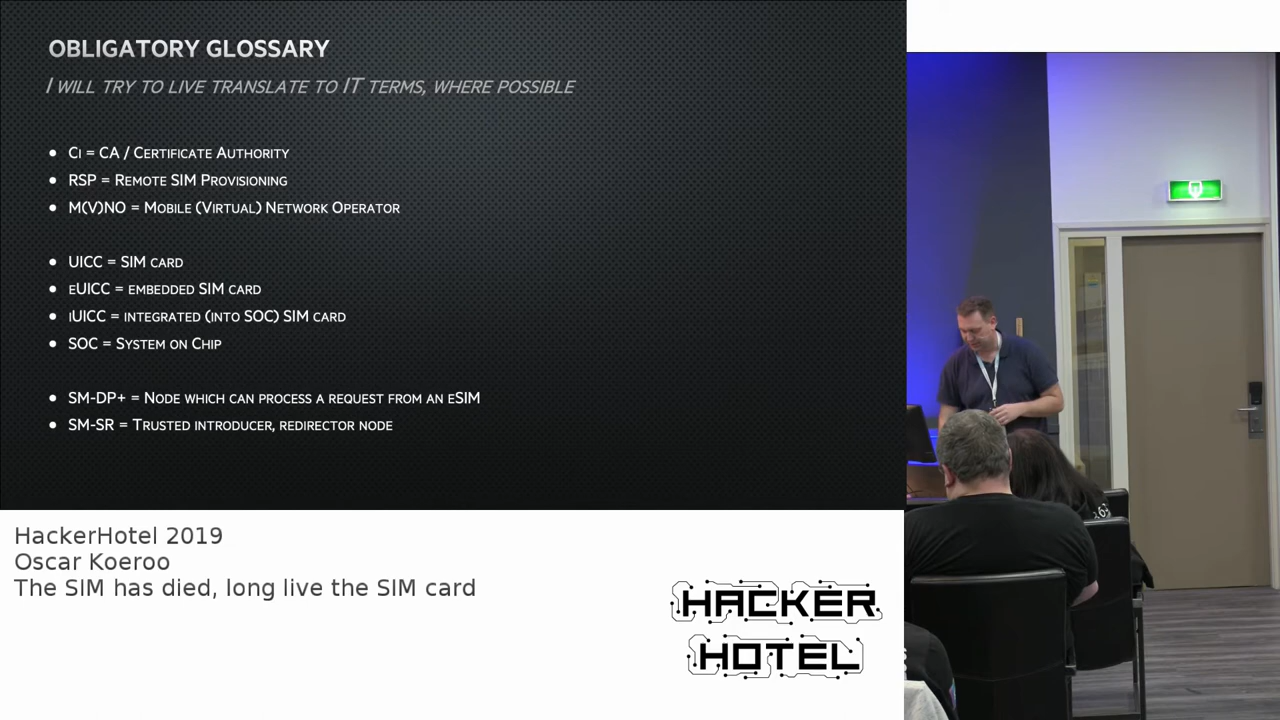 OBLIGATORY GLOSSARY
I WILL TRY TO LIVE TRANSLATE TO IT TERMS, WHERE POSSIBLE
• CI = CA / CERTIFICATE AUTHORITY
• RSP = REMOTE SIM PROVISIONING
• M(V)NO = MOBILE (VIRTUAL) NETWORK OPERATOR
• UICC = SIM CARD
• EUICC = EMBEDDED SIM CARD
• IUICC = INTEGRATED (INTO SOC) SIM CARD
• SOC = SYSTEM ON CHIP
• SM-DP+ = NODE WHICH CAN PROCESS A REQUEST FROM AN ESIM
• SM-SR = TRUSTED INTRODUCER, REDIRECTOR NODE
HackerHotel 2019
Oscar Koeroo
The SIM has died, long live the SIM card
HACKER
HOTEL